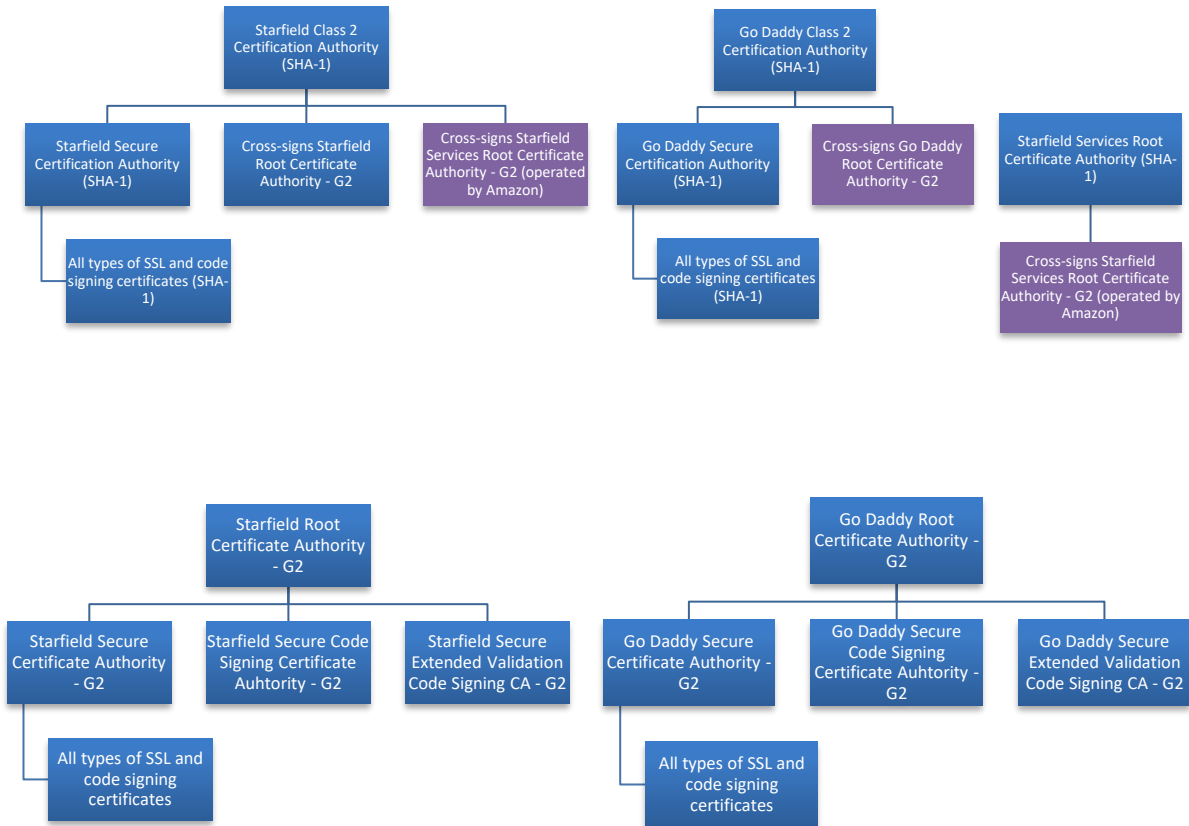 Starfield Class 2
Certification Authority
(SHA-1)
Starfield Secure
Certification Authority
(SHA-1)
Cross-signs Starfield
Root Certificate
Authority - G2
Cross-signs Starfield
Services Root Certificate
Authority - G2 (operated
by Amazon)
All types of SSL and code
signing certificates (SHA-
1)
Go Daddy Class 2
Certification Authority
(SHA-1)
Go Daddy Secure
Certification Authority
(SHA-1)
Cross-signs Go Daddy
Root Certificate
Authority - G2
All types of SSL and
code signing certificates
(SHA-1)
Starfield Services Root
Certificate Authority (SHA-
1)
Cross-signs Starfield
Services Root Certificate
Authority - G2 (operated by
Amazon)
Starfield Root
Certificate Authority
- G2
Starfield Secure
Certificate Authority
- G2
Starfield Secure Code
Signing Certificate
Auhtority - G2
Starfield Secure
Extended Validation
Code Signing CA - G2
All types of SSL and
code signing
certificates
Go Daddy Root
Certificate Authority -
G2
Go Daddy Secure
Certificate Authority -
G2
Go Daddy Secure
Code Signing
Certificate Auhtority -
G2
Go Daddy Secure
Extended Validation
Code Signing CA - G2
All types of SSL and
code signing
certificates